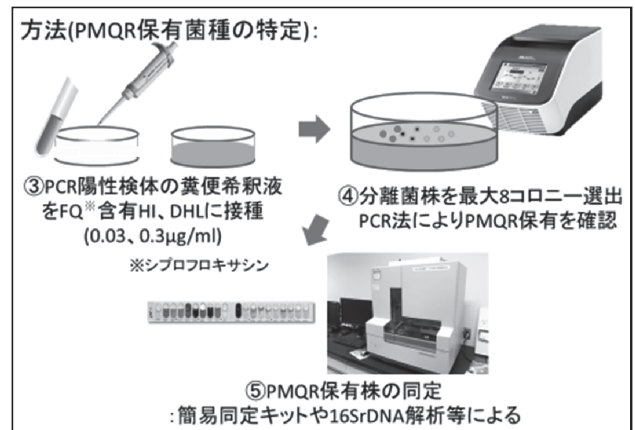 方法(PMQR保有菌種の特定):
③PCR陽性検体の糞便希釈液
をFQ※含有HI、DHLに接種
(0.03、0.3μg/ml)
※シプロフロキサシン
④分離菌株を最大8コロニー選出
PCR法によりPMQR保有を確認
⑤PMQR保有株の同定
:簡易同定キットや16SrDNA解析等による